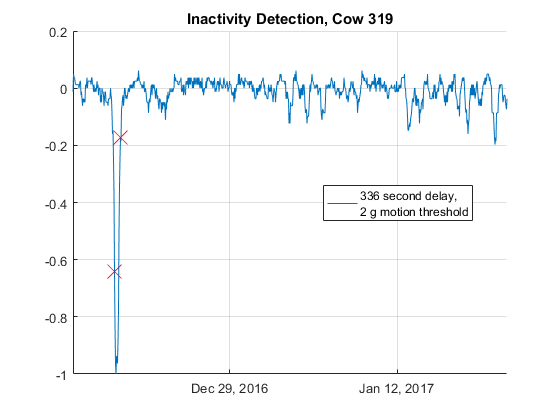 Inactivity Detection, Cow 319
0.2
0
-0.2
-0.4
-0.6
-0.8
-1
336 second delay,
2 g motion threshold
Dec 29, 2016
Jan 12, 2017